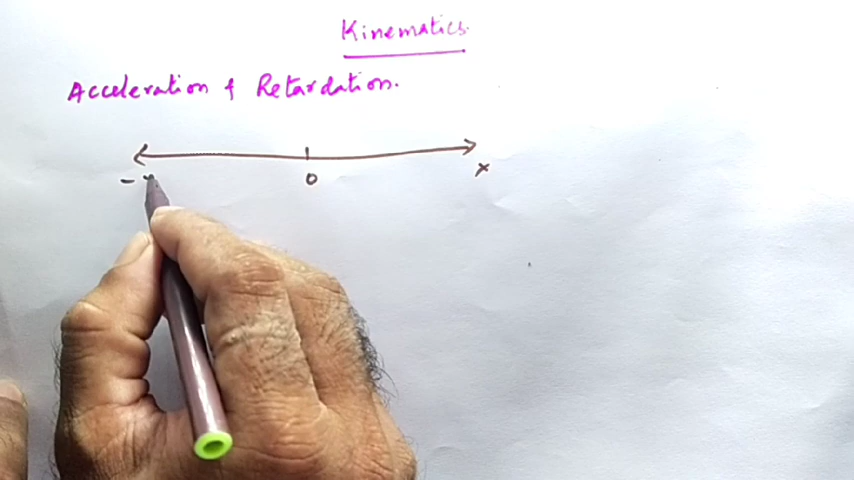 Kinematics.
Acceleration & Retardation.
- 0 x